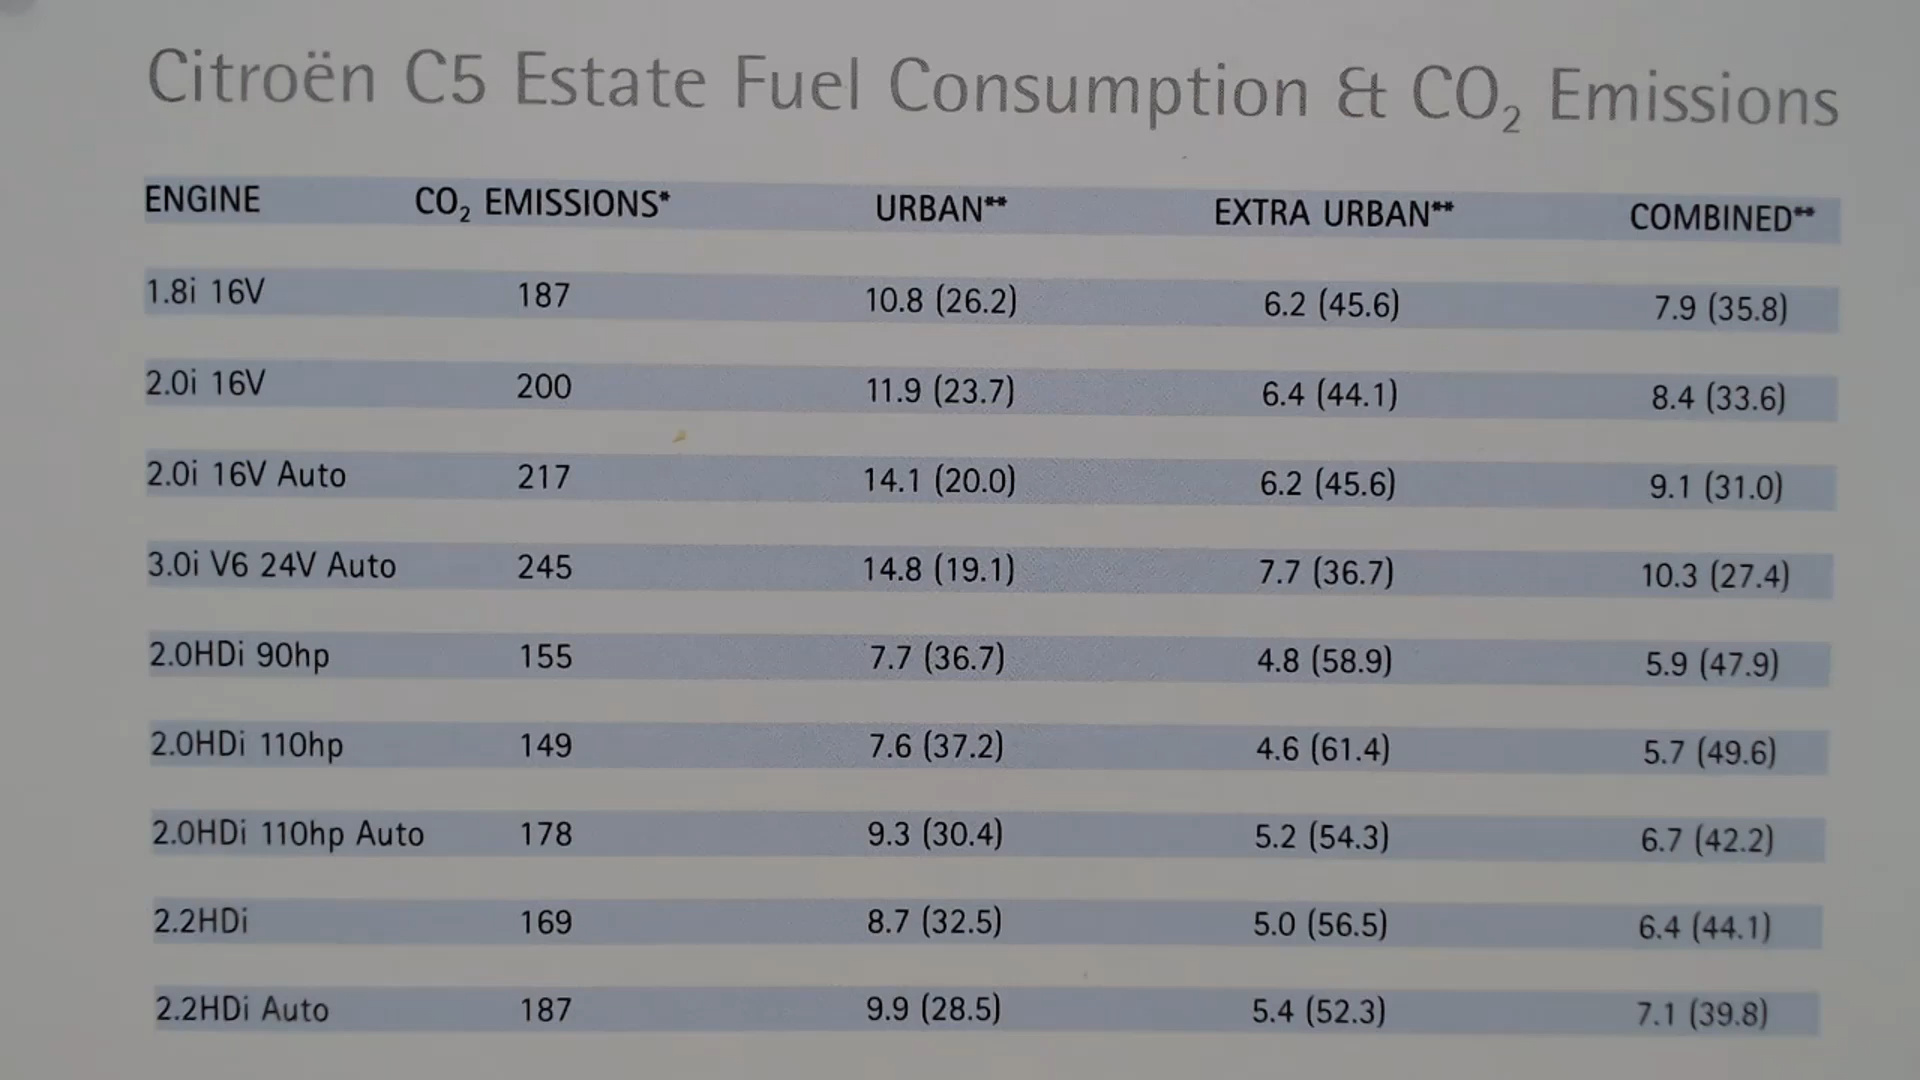 Citroën C5 Estate Fuel Consumption & CO₂ Emissions
ENGINE CO₂ EMISSIONS* URBAN** EXTRA URBAN** COMBINED**
1.8i 16V 187 10.8 (26.2) 6.2 (45.6) 7.9 (35.8)
2.0i 16V 200 11.9 (23.7) 6.4 (44.1) 8.4 (33.6)
2.0i 16V Auto 217 14.1 (20.0) 6.2 (45.6) 9.1 (31.0)
3.0i V6 24V Auto 245 14.8 (19.1) 7.7 (36.7) 10.3 (27.4)
2.0HDi 90hp 155 7.7 (36.7) 4.8 (58.9) 5.9 (47.9)
2.0HDi 110hp 149 7.6 (37.2) 4.6 (61.4) 5.7 (49.6)
2.0HDi 110hp Auto 178 9.3 (30.4) 5.2 (54.3) 6.7 (42.2)
2.2HDi 169 8.7 (32.5) 5.0 (56.5) 6.4 (44.1)
2.2HDi Auto 187 9.9 (28.5) 5.4 (52.3) 7.1 (39.8)